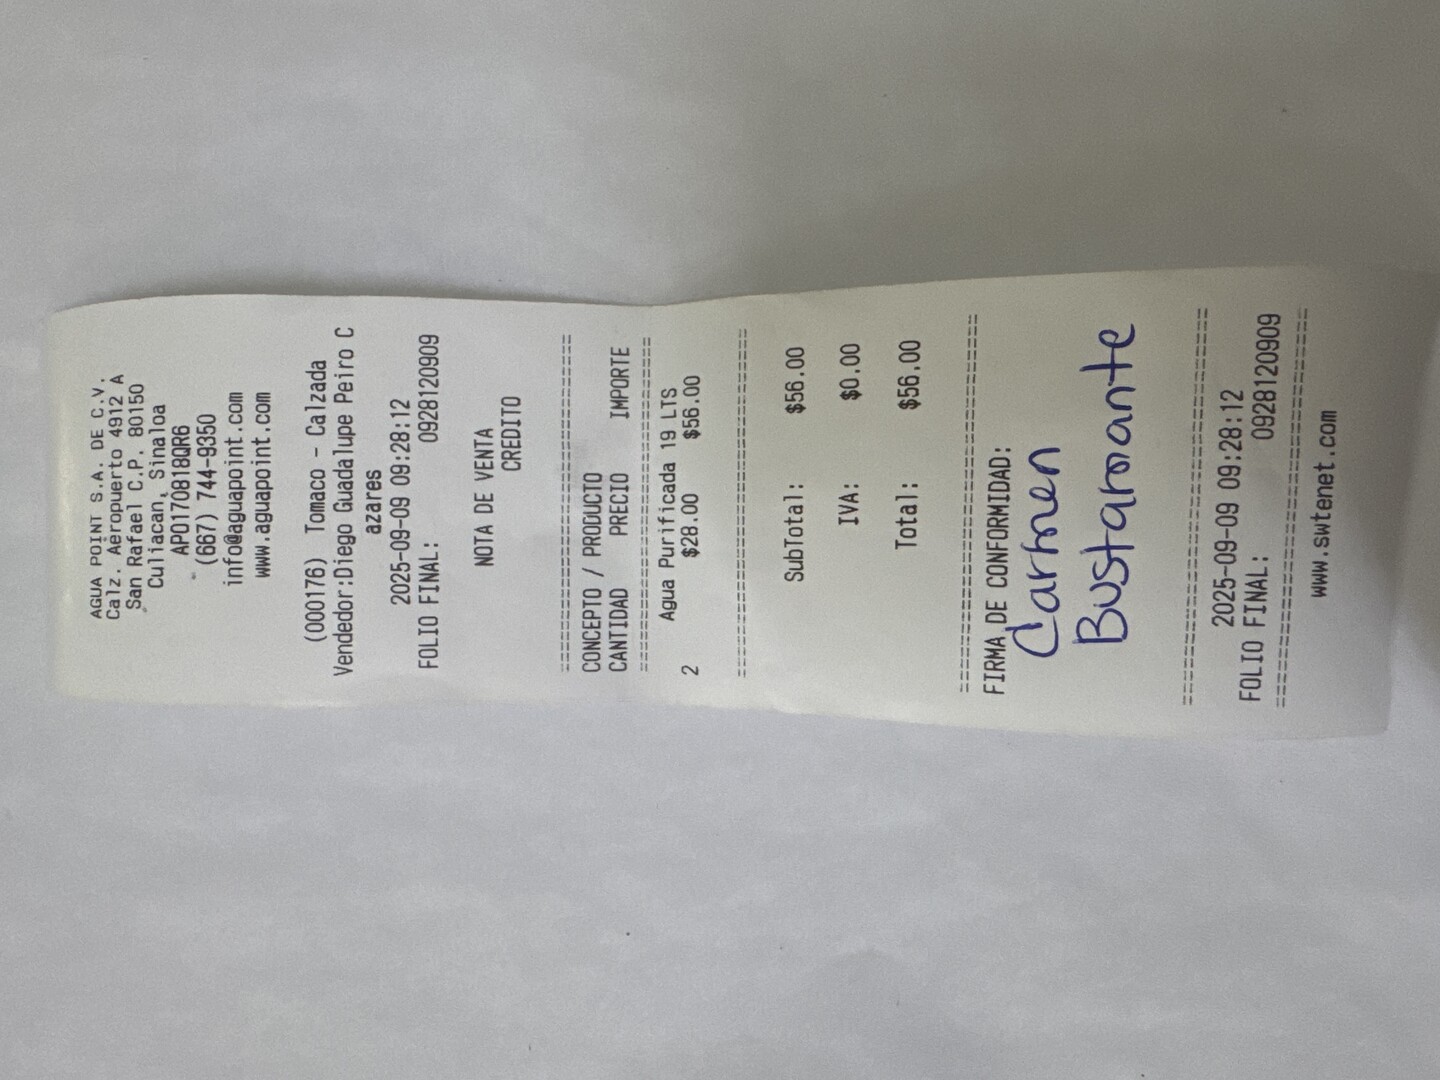 AGUA POINT S.A. DE C.V.
Calz. Aeropuerto 4912 A
San Rafael C.P. 80150
Culiacan, Sinaloa
APO170818QR6
(667) 744-9350
info@aguapoint.com
www.aguapoint.com
(000176) Tomaco - Calzada
Vendedor:Diego Guadalupe Peiro C
azares
2025-09-09 09:28:12
FOLIO FINAL: 0928120909
NOTA DE VENTA
CREDITO
CONCEPTO / PRODUCTO
CANTIDAD PRECIO IMPORTE
Agua Purificada 19 LTS
2 $28.00 $56.00
SubTotal: $56.00
IVA: $0.00
Total: $56.00
FIRMA DE CONFORMIDAD:
Carmen
Bustamante
2025-09-09 09:28:12
FOLIO FINAL: 0928120909
www.swtenet.com